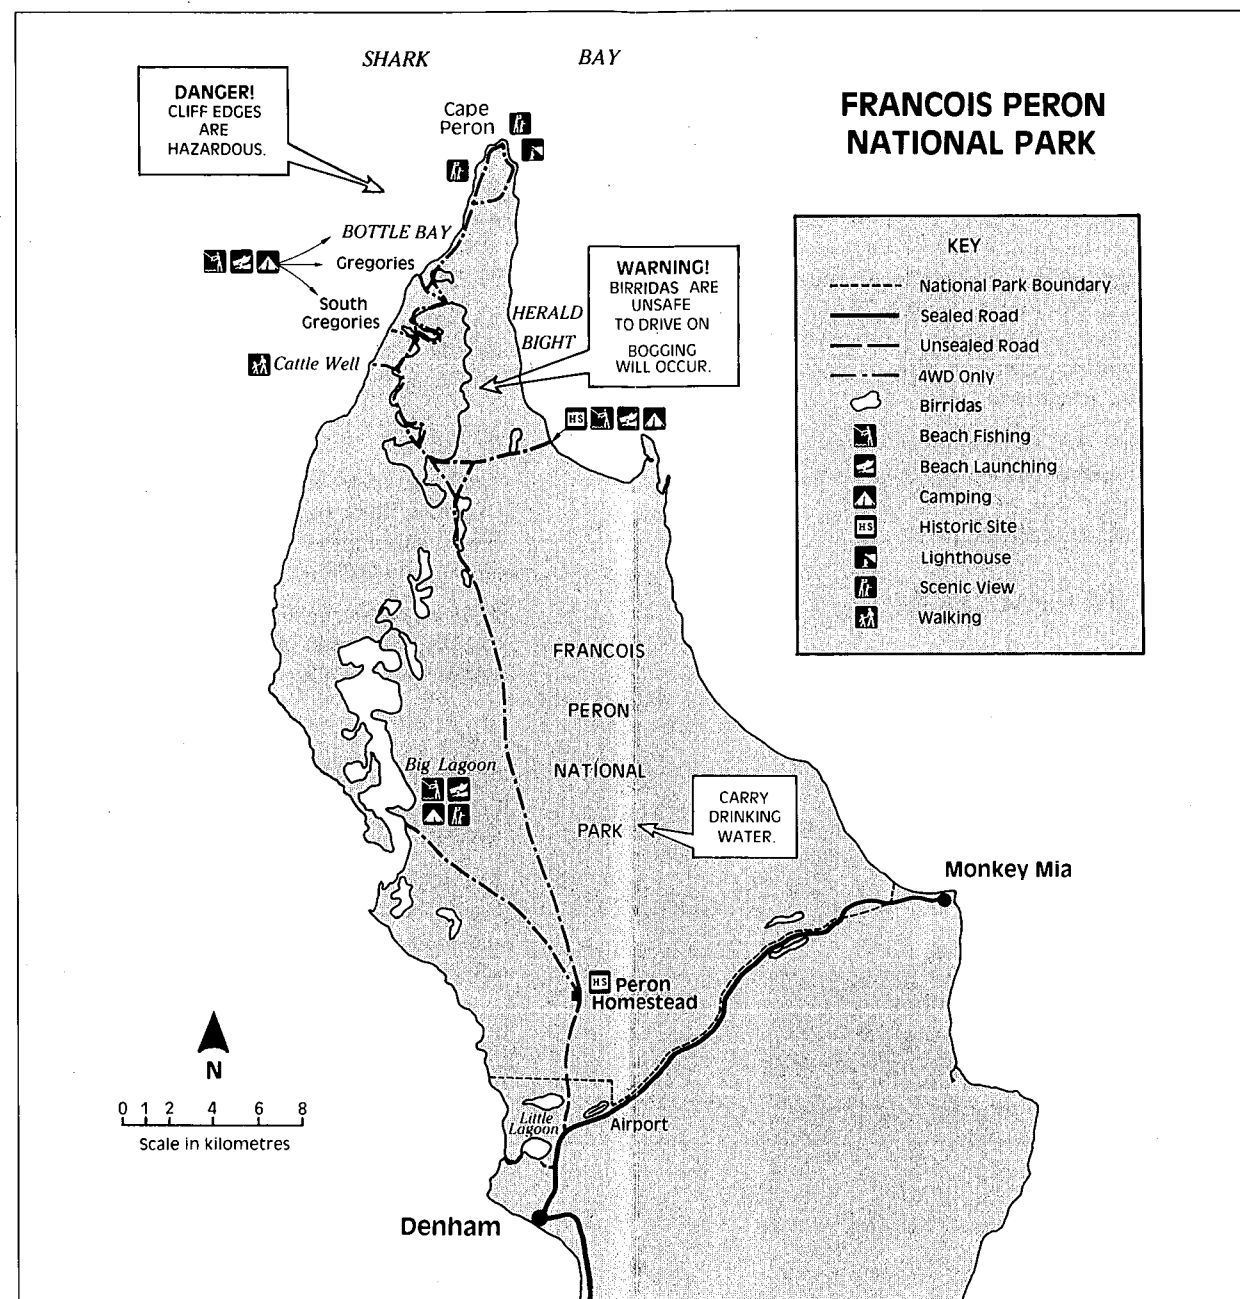 SHARK BAY
FRANCOIS PERON
NATIONAL PARK
DANGER!
CLIFF EDGES
ARE
HAZARDOUS.
Cape
Peron
BOTTLE BAY
Gregories
South
Gregories
Cattle Well
HERALD
BIGHT
WARNING!
BIRRIDAS ARE
UNSAFE
TO DRIVE ON
BOGGING
WILL OCCUR.
HS
KEY
National Park Boundary
Sealed Road
Unsealed Road
4WD Only
Birridas
Beach Fishing
Beach Launching
Camping
HS Historic Site
Lighthouse
Scenic View
Walking
FRANCOIS
PERON
NATIONAL
PARK
Big Lagoon
CARRY
DRINKING
WATER.
Monkey Mia
HS Peron
Homestead
N
0 1 2 4 6 8
Scale in kilometres
Little
Lagoon
Airport
Denham